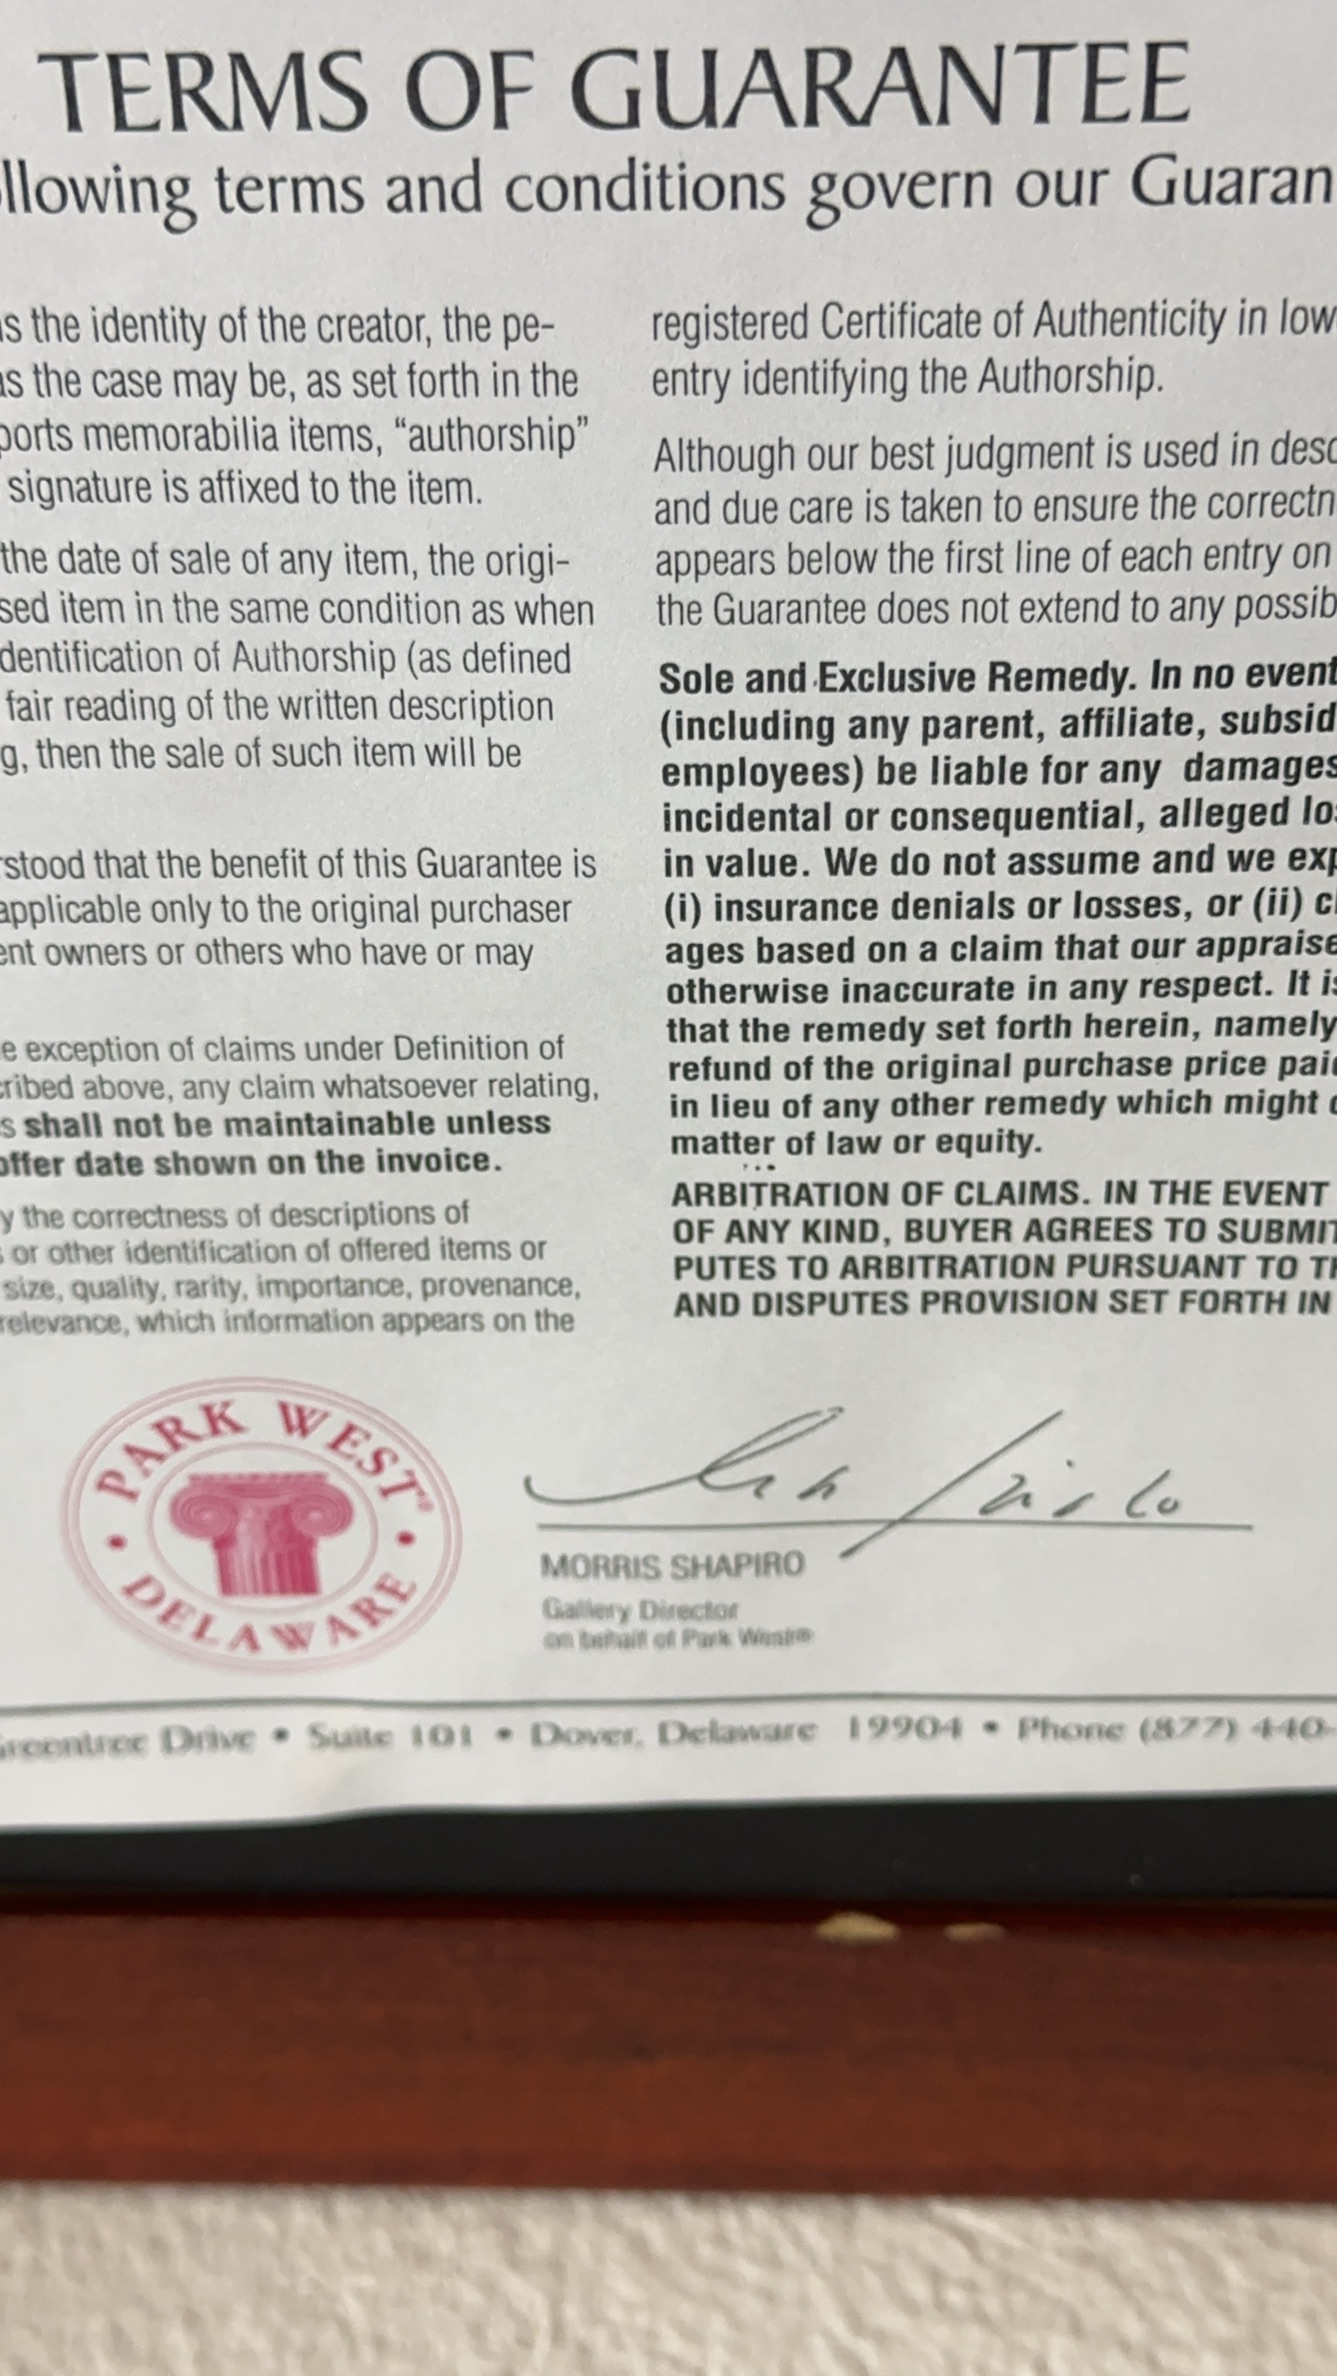 TERMS OF GUARANTEE
llowing terms and conditions govern our Guaran
s the identity of the creator, the pe-
as the case may be, as set forth in the
ports memorabilia items, “authorship”
signature is affixed to the item.
the date of sale of any item, the origi-
sed item in the same condition as when
dentification of Authorship (as defined
fair reading of the written description
g, then the sale of such item will be
rstood that the benefit of this Guarantee is
applicable only to the original purchaser
ent owners or others who have or may
e exception of claims under Definition of
cribed above, any claim whatsoever relating,
s shall not be maintainable unless
offer date shown on the invoice.
y the correctness of descriptions of
or other identification of offered items or
size, quality, rarity, importance, provenance,
relevance, which information appears on the
registered Certificate of Authenticity in low
entry identifying the Authorship.
Although our best judgment is used in desc
and due care is taken to ensure the correctn
appears below the first line of each entry on
the Guarantee does not extend to any possib
Sole and Exclusive Remedy. In no event
(including any parent, affiliate, subsid
employees) be liable for any damages
incidental or consequential, alleged los
in value. We do not assume and we exp
(i) insurance denials or losses, or (ii) cl
ages based on a claim that our appraise
otherwise inaccurate in any respect. It is
that the remedy set forth herein, namely
refund of the original purchase price paid
in lieu of any other remedy which might o
matter of law or equity.
ARBITRATION OF CLAIMS. IN THE EVENT
OF ANY KIND, BUYER AGREES TO SUBMIT
PUTES TO ARBITRATION PURSUANT TO TH
AND DISPUTES PROVISION SET FORTH IN
PARK WEST®
• DELAWARE •
MORRIS SHAPIRO
Gallery Director
on behalf of Park West®
Greentree Drive • Suite 101 • Dover, Delaware 19904 • Phone (877) 440-